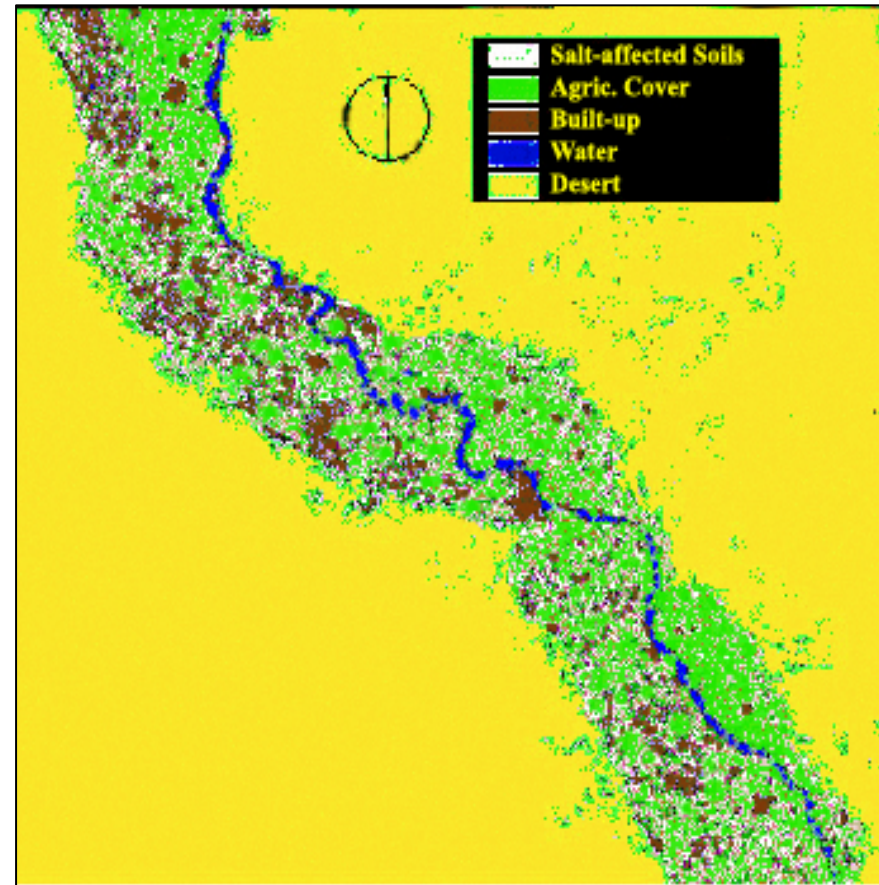 Salt-affected Soils
Agric. Cover
Built-up
Water
Desert